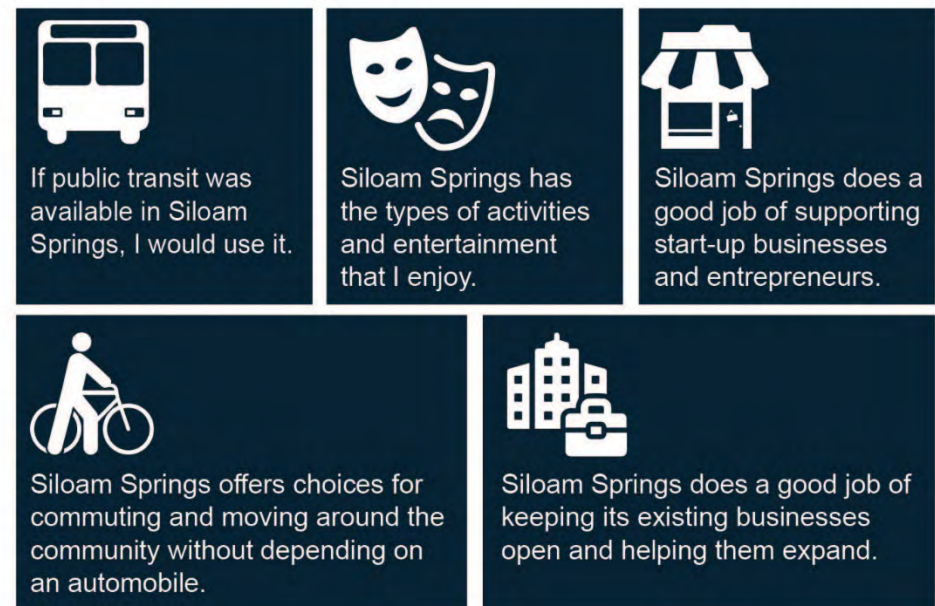 If public transit was
available in Siloam
Springs, I would use it.
Siloam Springs has
the types of activities
and entertainment
that I enjoy.
Siloam Springs does a
good job of supporting
start-up businesses
and entrepreneurs.
Siloam Springs offers choices for
commuting and moving around the
community without depending on
an automobile.
Siloam Springs does a good job of
keeping its existing businesses
open and helping them expand.